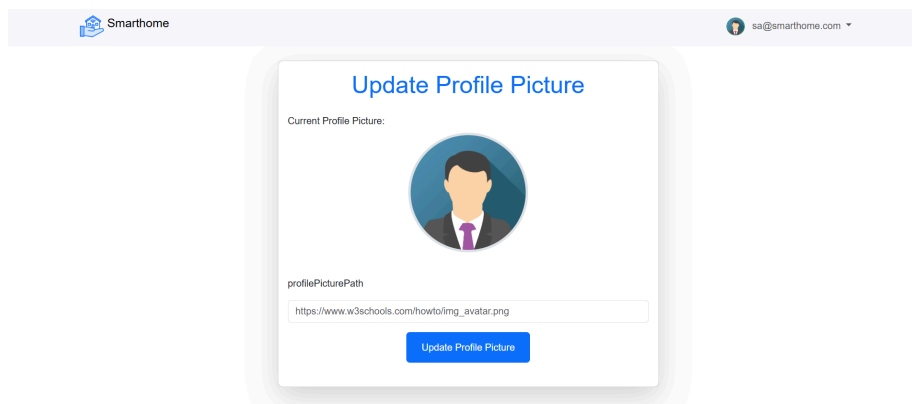 Smarthome
sa@smarthome.com
Update Profile Picture
Current Profile Picture:
profilePicturePath
https://www.w3schools.com/howto/img_avatar.png
Update Profile Picture